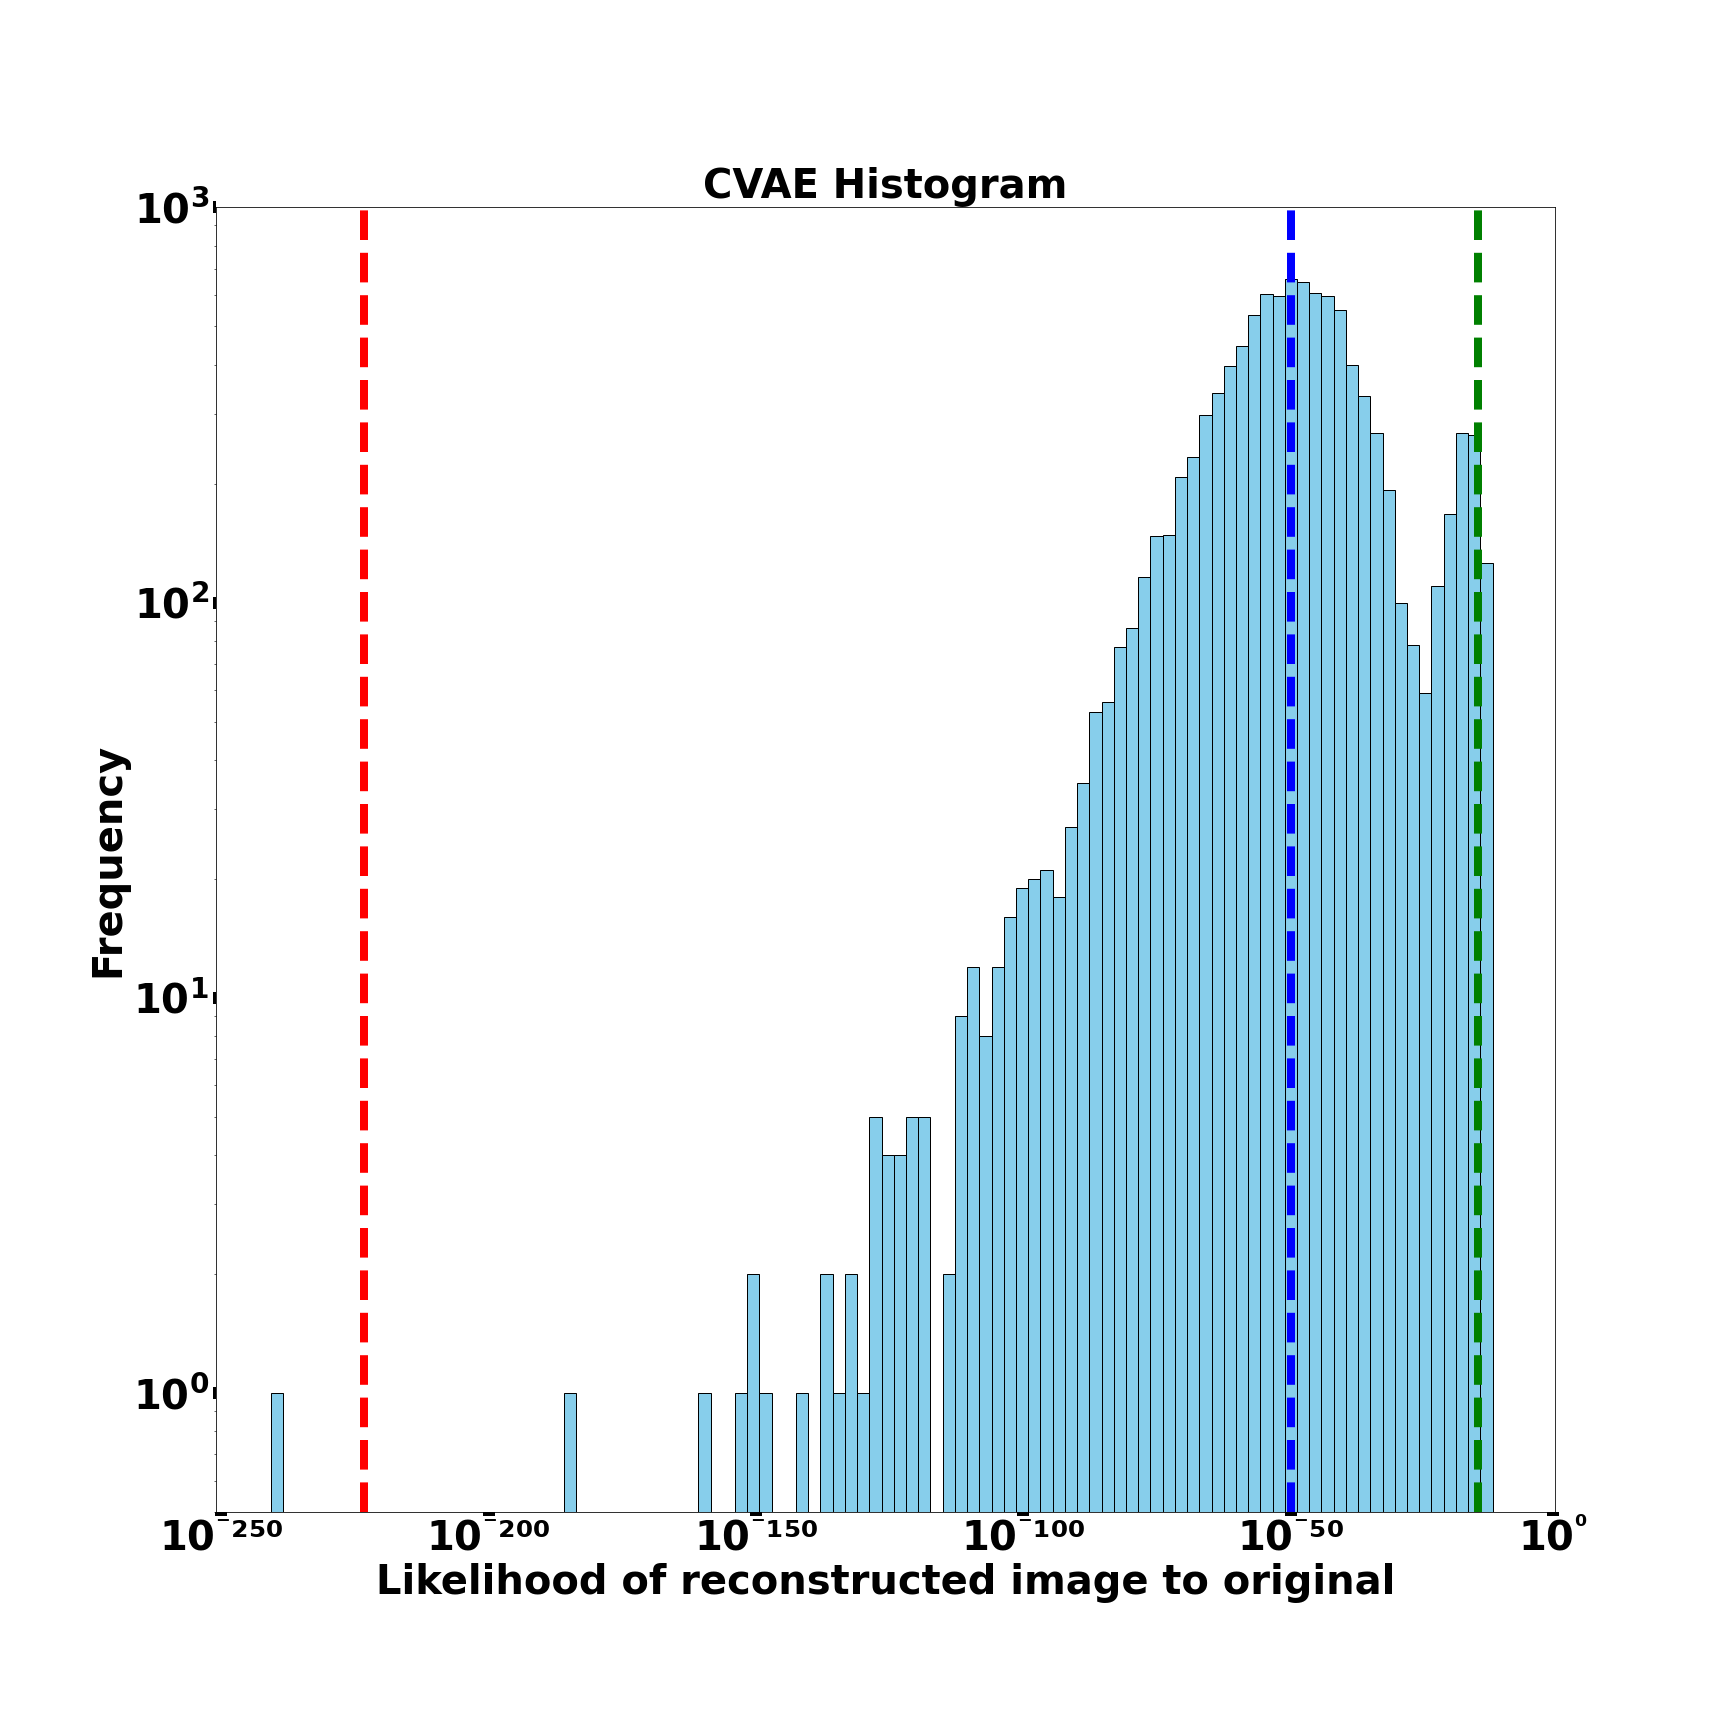 CVAE Histogram
10³
10²
10¹
10⁰
Frequency
10⁻²⁵⁰ 10⁻²⁰⁰ 10⁻¹⁵⁰ 10⁻¹⁰⁰ 10⁻⁵⁰ 10⁰
Likelihood of reconstructed image to original